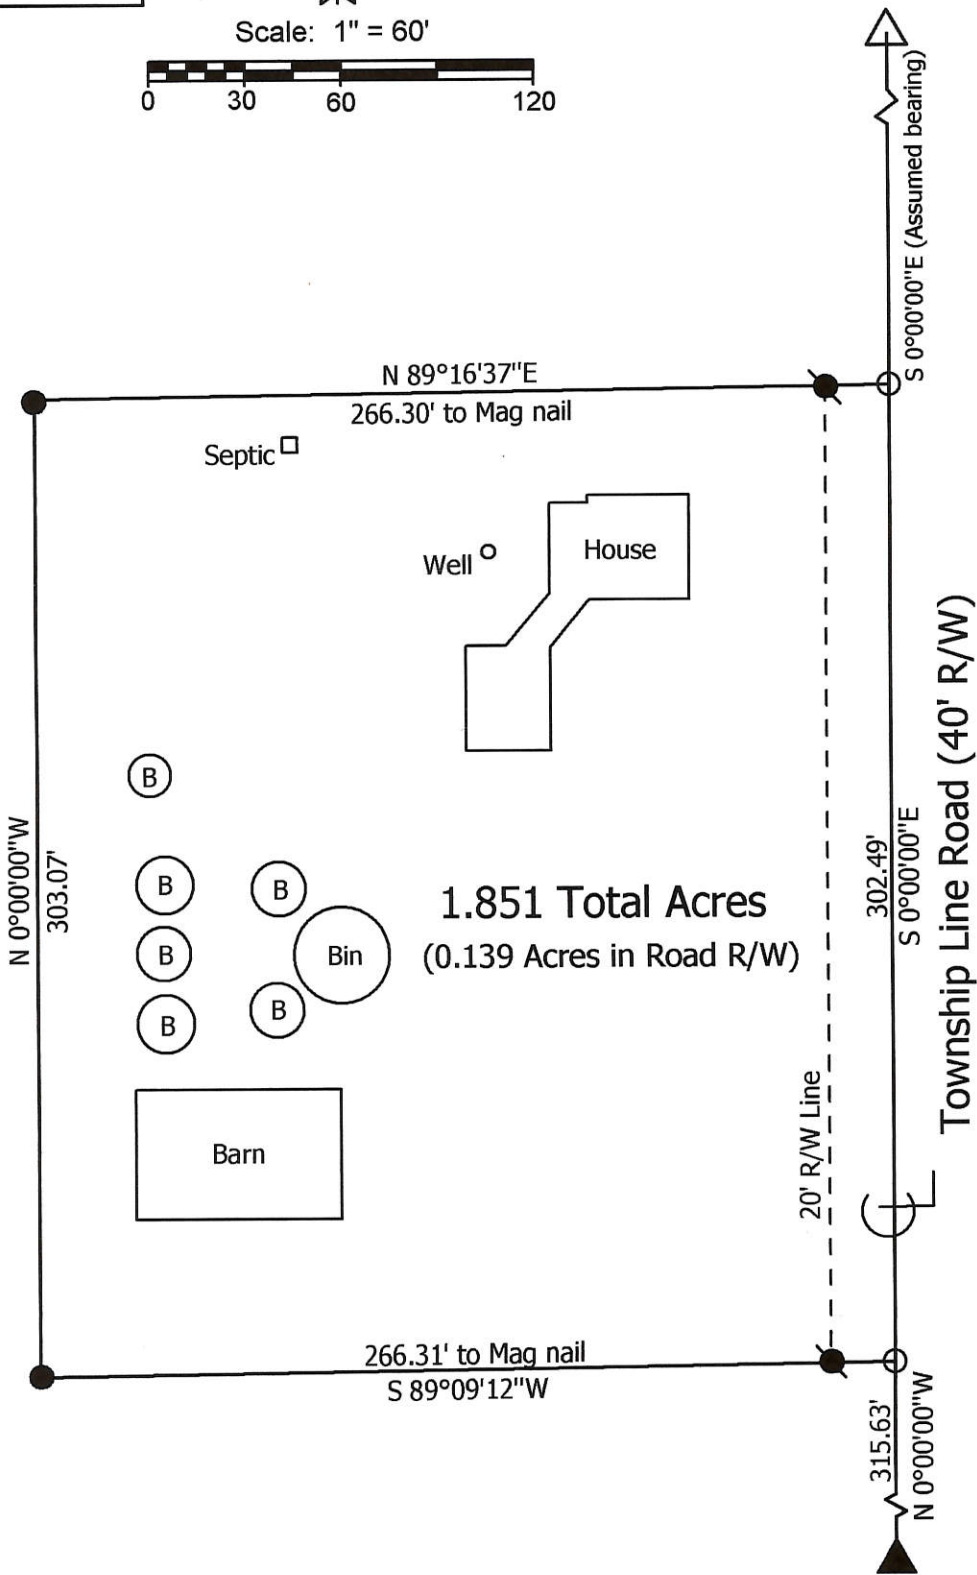 Scale: 1" = 60'
0 30 60 120
S 0°00'00"E (Assumed bearing)
N 89°16'37"E
266.30' to Mag nail
Septic
Well
House
Township Line Road (40' R/W)
B
N 0°00'00"W
303.07'
302.49'
S 0°00'00"E
B
B
1.851 Total Acres
B
Bin
(0.139 Acres in Road R/W)
B
B
20' R/W Line
Barn
266.31' to Mag nail
S 89°09'12"W
315.63'
N 0°00'00"W